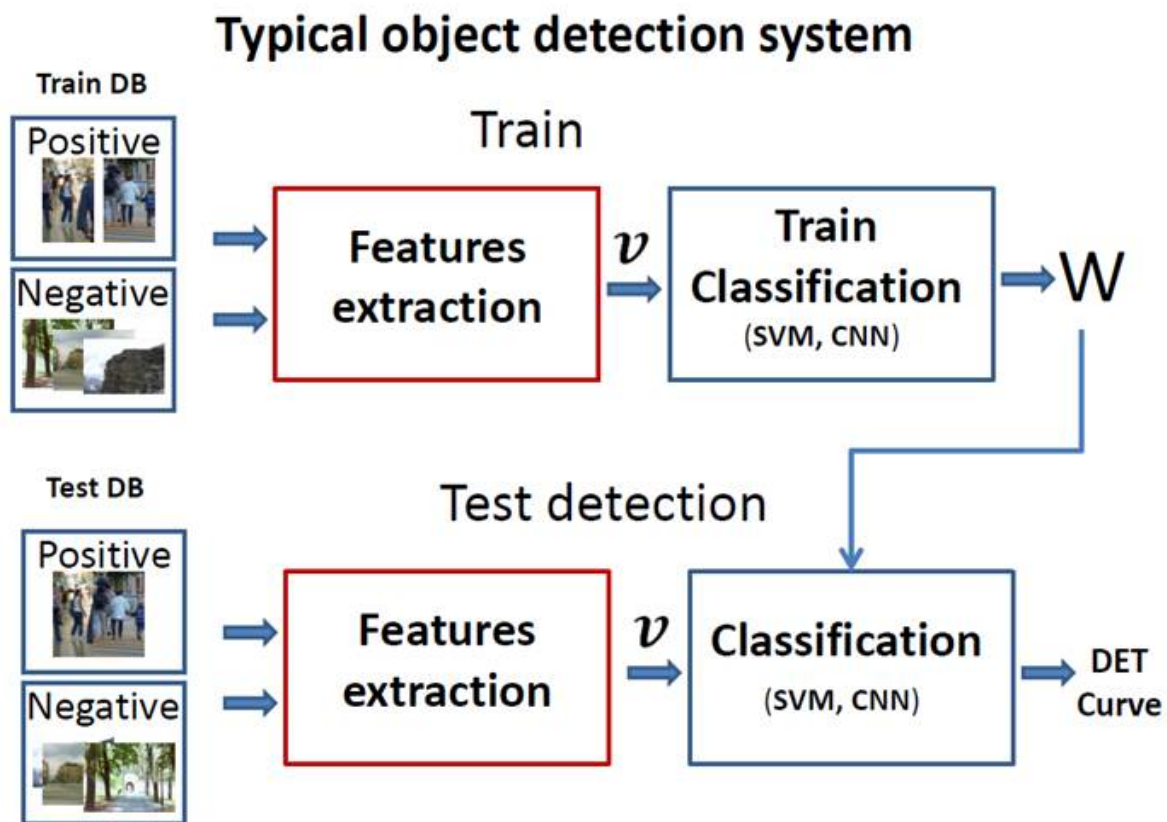 Typical object detection system
Train DB
Positive
Negative
Train
Features
extraction
v
Train
Classification
(SVM, CNN)
W
Test DB
Positive
Negative
Test detection
Features
extraction
v
Classification
(SVM, CNN)
DET
Curve